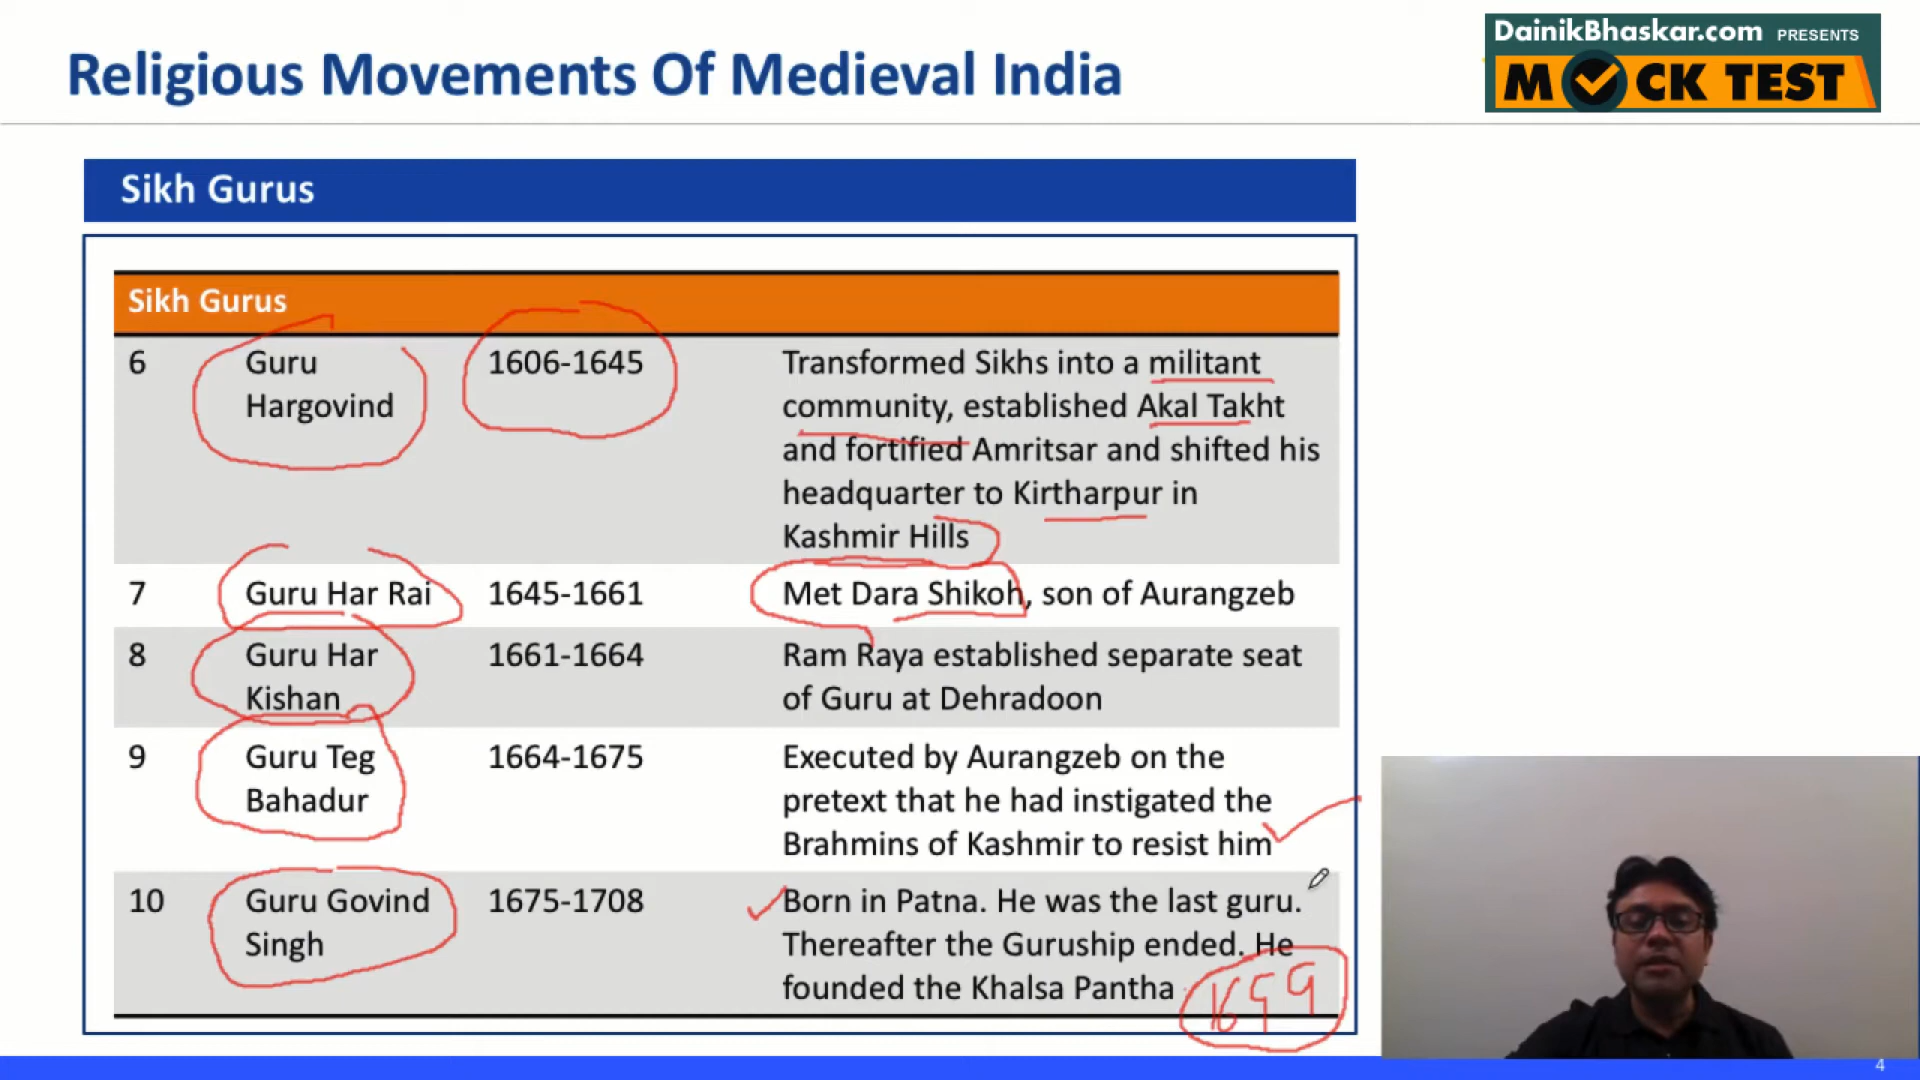 Religious Movements Of Medieval India
DainikBhaskar.com PRESENTS
MOCK TEST
Sikh Gurus
Sikh Gurus
6 Guru 1606-1645 Transformed Sikhs into a militant
Hargovind community, established Akal Takht
and fortified Amritsar and shifted his
headquarter to Kirtharpur in
Kashmir Hills
7 Guru Har Rai 1645-1661 Met Dara Shikoh, son of Aurangzeb
8 Guru Har 1661-1664 Ram Raya established separate seat
Kishan of Guru at Dehradoon
9 Guru Teg 1664-1675 Executed by Aurangzeb on the
Bahadur pretext that he had instigated the
Brahmins of Kashmir to resist him
10 Guru Govind 1675-1708 Born in Patna. He was the last guru.
Singh Thereafter the Guruship ended. He
founded the Khalsa Pantha 1699
4